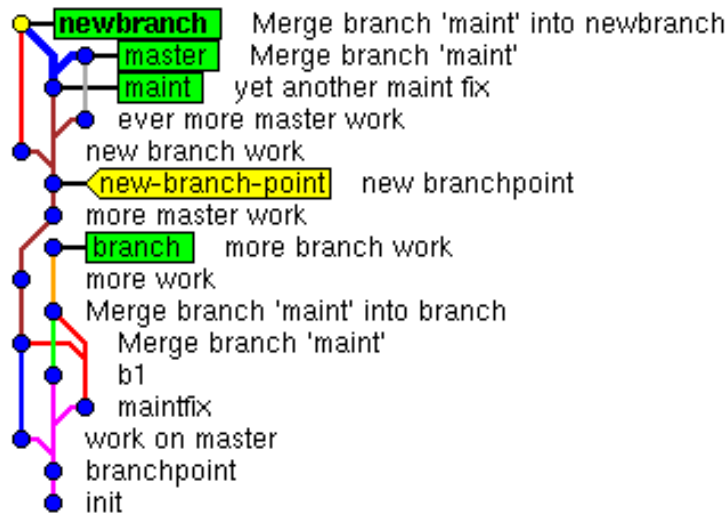 newbranch Merge branch 'maint' into newbranch
master Merge branch 'maint'
maint yet another maint fix
ever more master work
new branch work
new-branch-point new branchpoint
more master work
branch more branch work
more work
Merge branch 'maint' into branch
Merge branch 'maint'
b1
maintfix
work on master
branchpoint
init